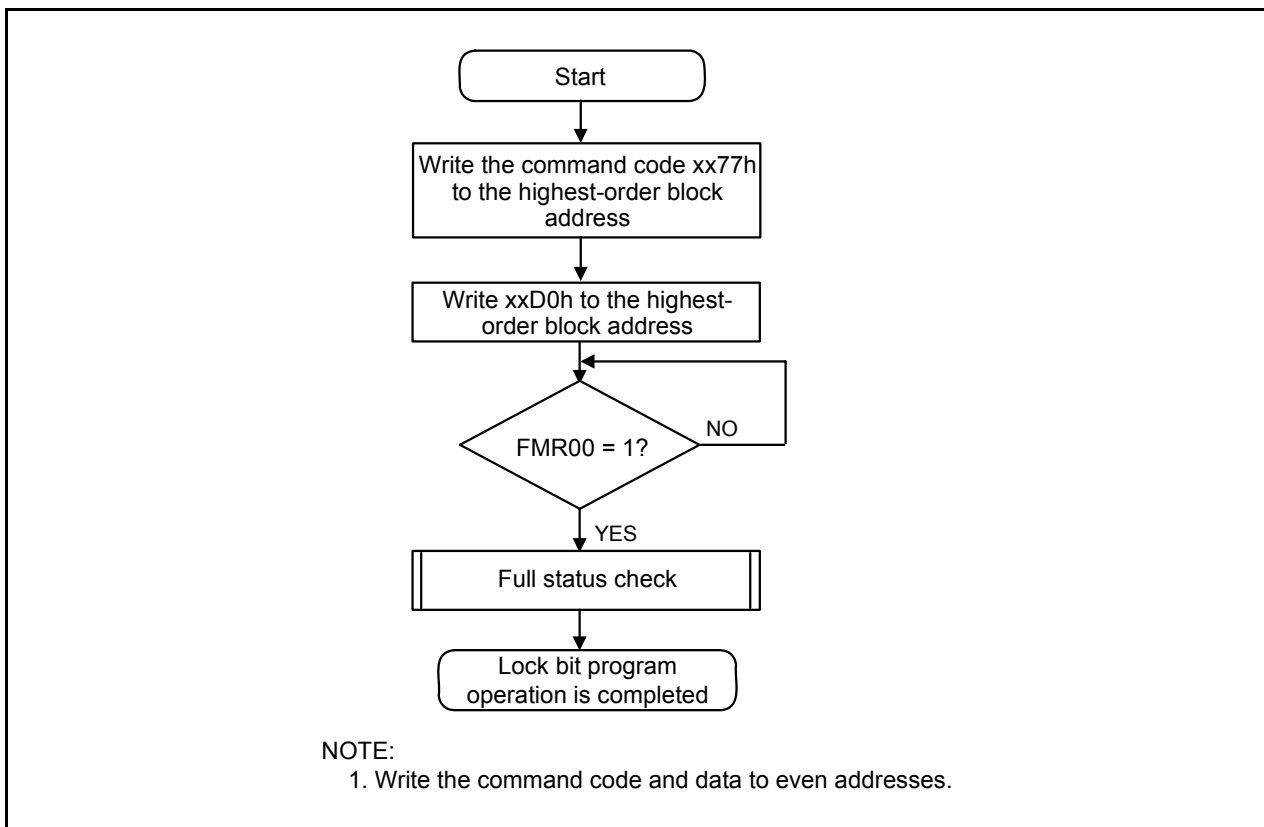 Start
Write the command code xx77h
to the highest-order block
address
Write xxD0h to the highest-
order block address
FMR00 = 1?
NO
YES
Full status check
Lock bit program
operation is completed
NOTE:
1. Write the command code and data to even addresses.